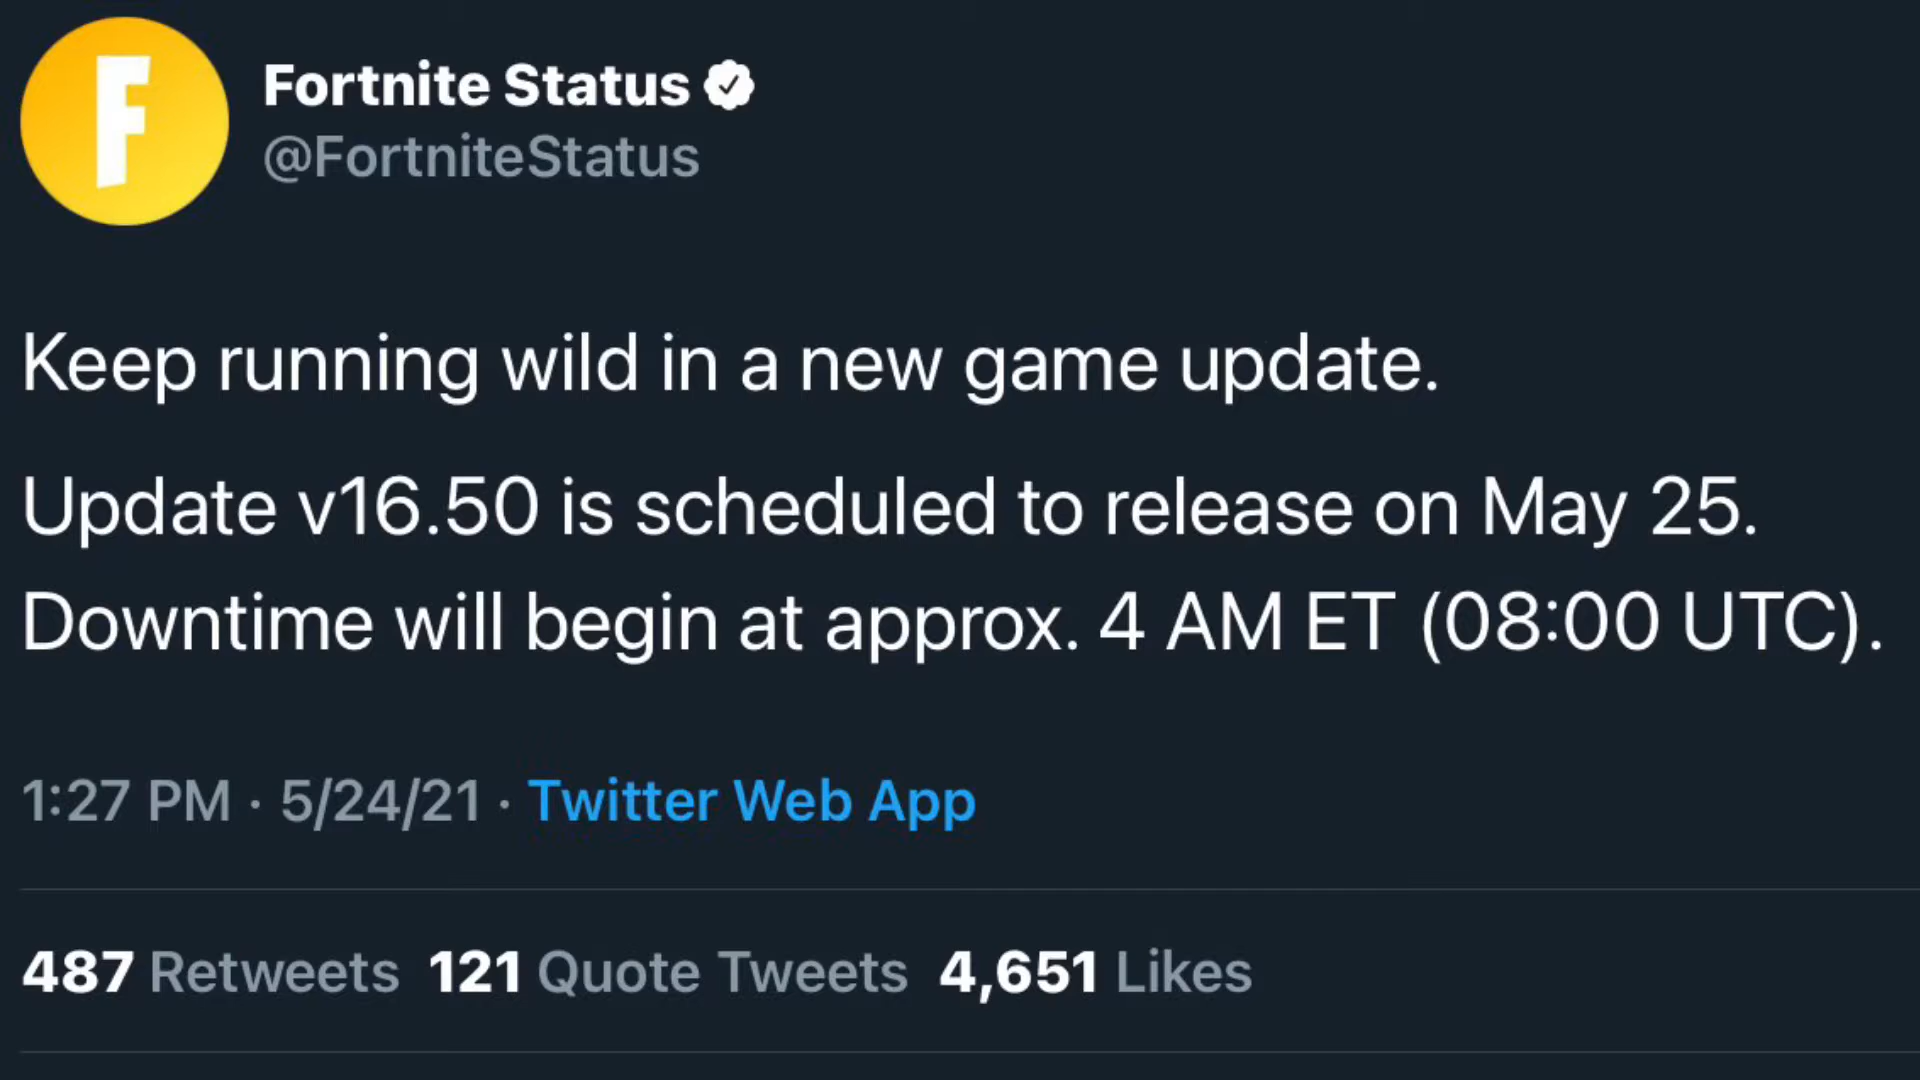 F
Fortnite Status
@FortniteStatus
Keep running wild in a new game update.
Update v16.50 is scheduled to release on May 25.
Downtime will begin at approx. 4 AM ET (08:00 UTC).
1:27 PM · 5/24/21 · Twitter Web App
487 Retweets 121 Quote Tweets 4,651 Likes